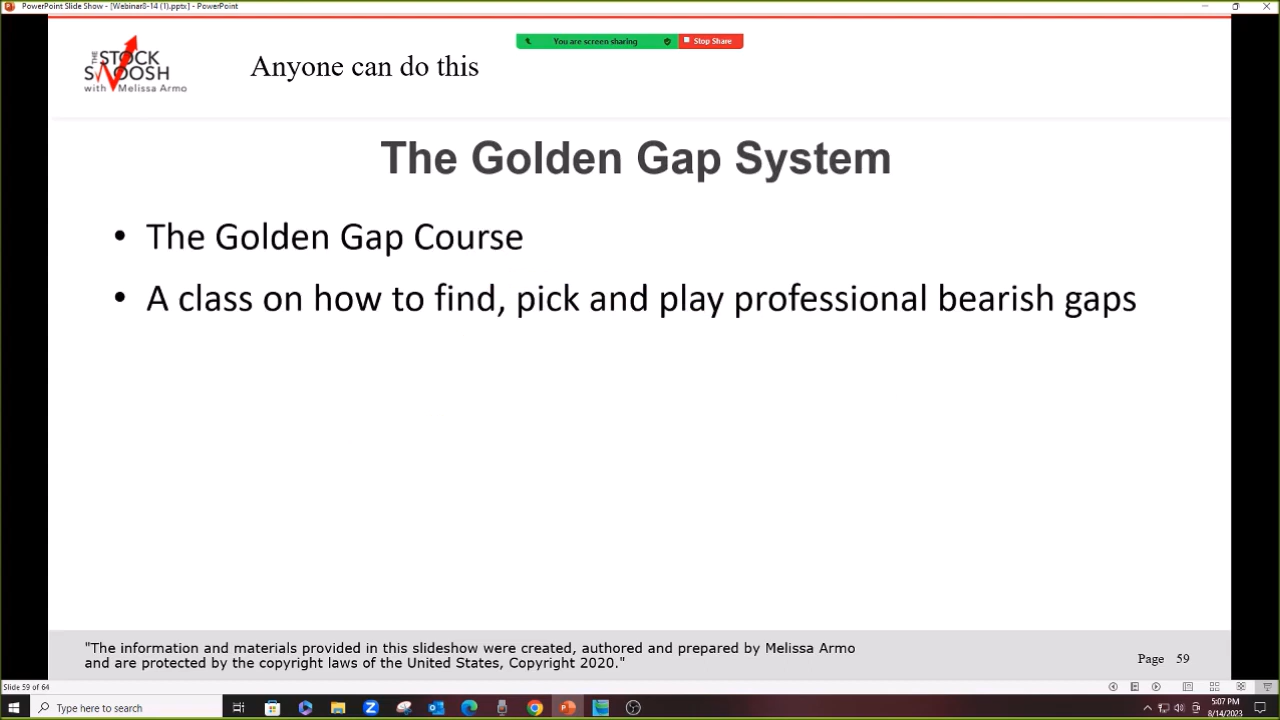 PowerPoint Slide Show - [Webinar8-14 (1).pptx] - PowerPoint
You are screen sharing
Stop Share
THE STOCK
SWOOSH
with Melissa Armo
Anyone can do this
The Golden Gap System
• The Golden Gap Course
• A class on how to find, pick and play professional bearish gaps
"The information and materials provided in this slideshow were created, authored and prepared by Melissa Armo
and are protected by the copyright laws of the United States, Copyright 2020."
Page 59
Slide 59 of 64
Type here to search
5:07 PM
8/14/2023